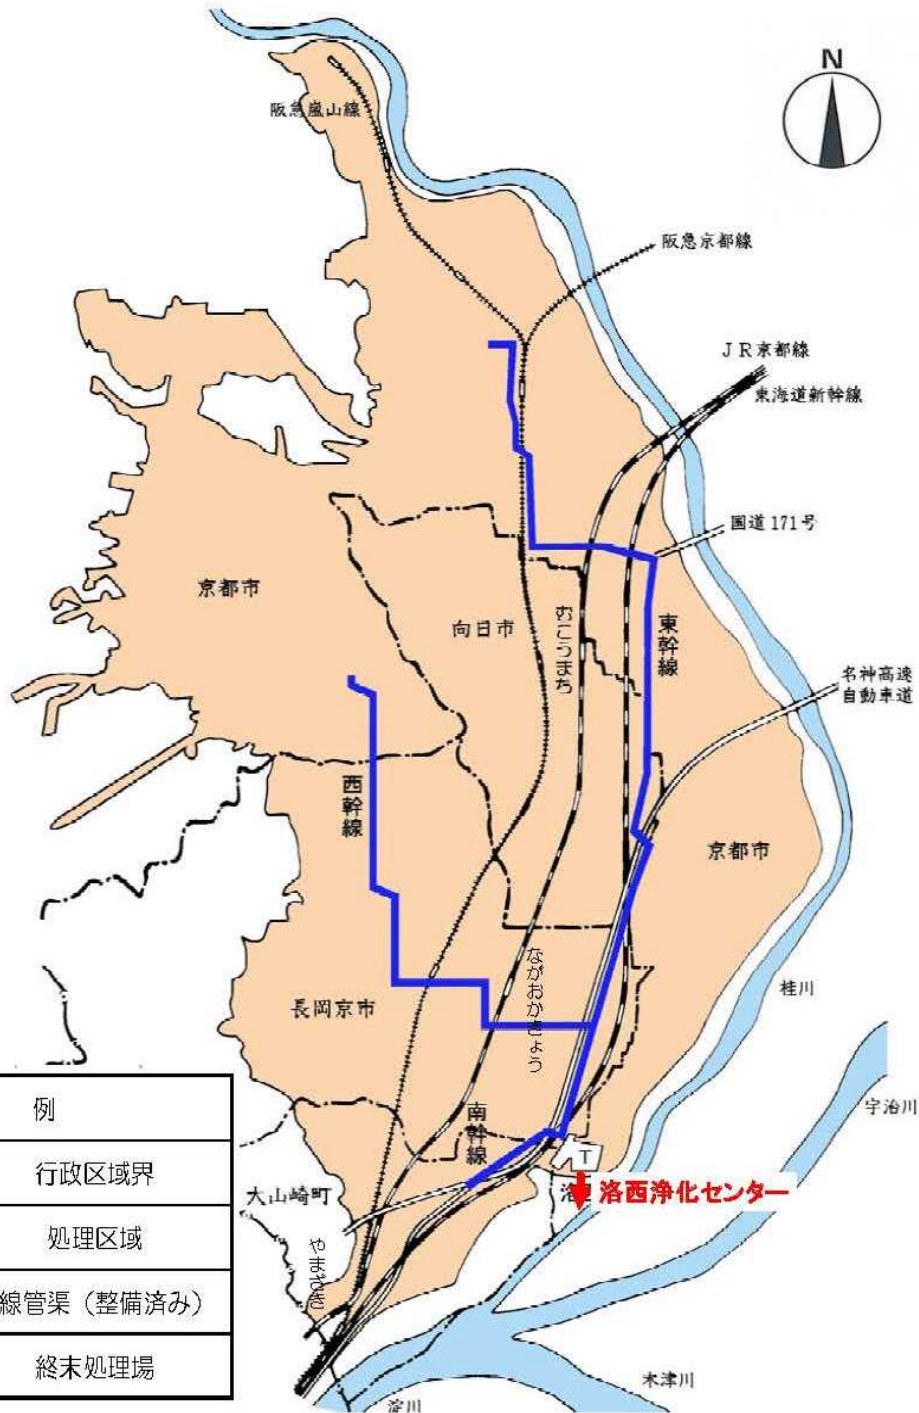 N
阪急嵐山線
阪急京都線
JR京都線
東海道新幹線
国道171号
京都市
向日市
むこうまち
東幹線
名神高速
自動車道
西幹線
京都市
ながおかきょう
長岡京市
桂川
宇治川
南幹線
T
洛西浄化センター
大山崎町
やまざき
木津川
淀川
例
行政区域界
処理区域
線管渠（整備済み）
終末処理場